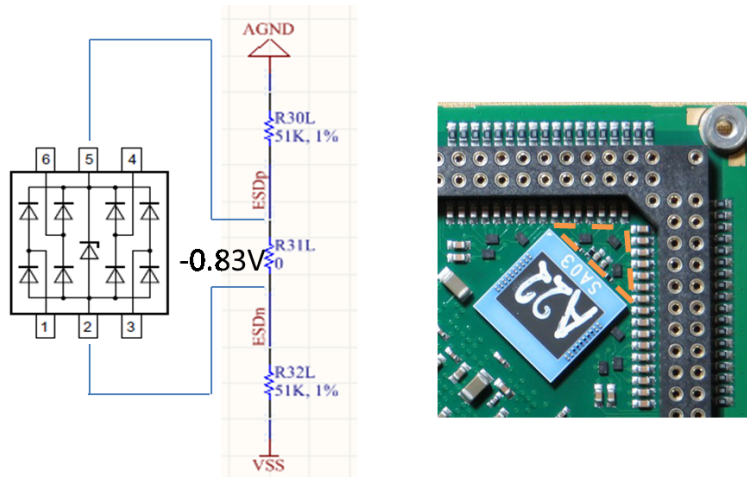 AGND
R30L
51K, 1%
ESDp
6 5 4
-0.83V
R31L
0
1 2 3
ESDn
R32L
51K, 1%
VSS
A22
SA03